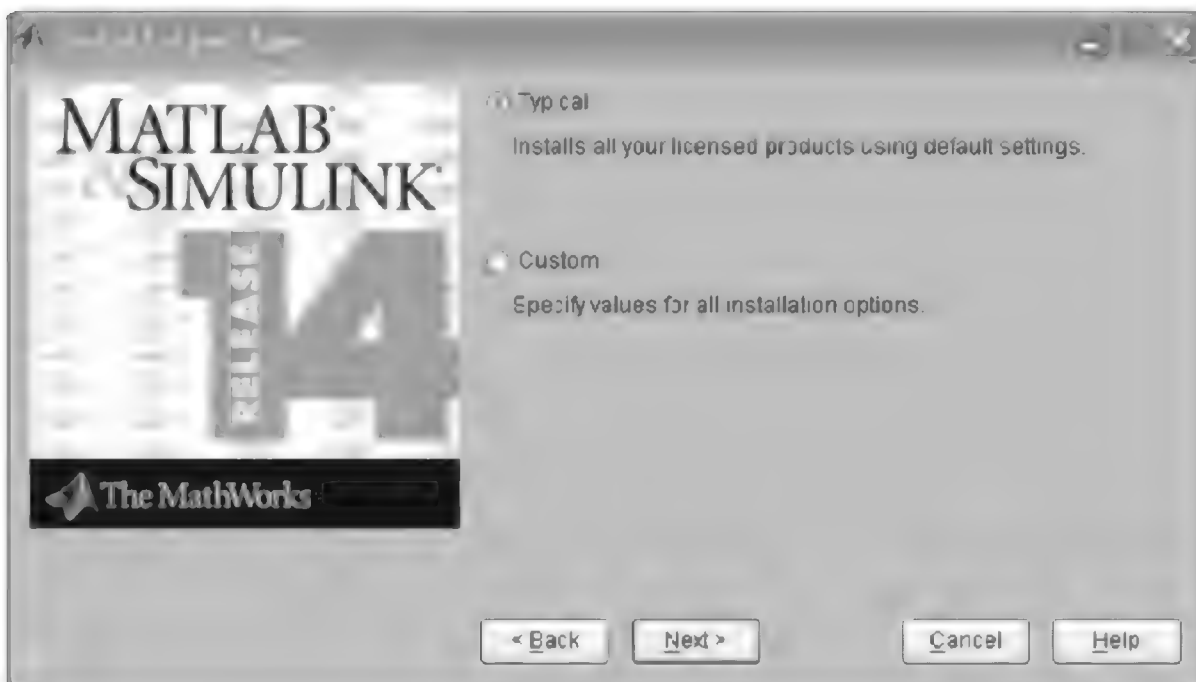 MATLAB®
& SIMULINK®
RELEASE
14
The MathWorks
Typical
Installs all your licensed products using default settings.
Custom
Specify values for all installation options.
< Back
Next >
Cancel
Help